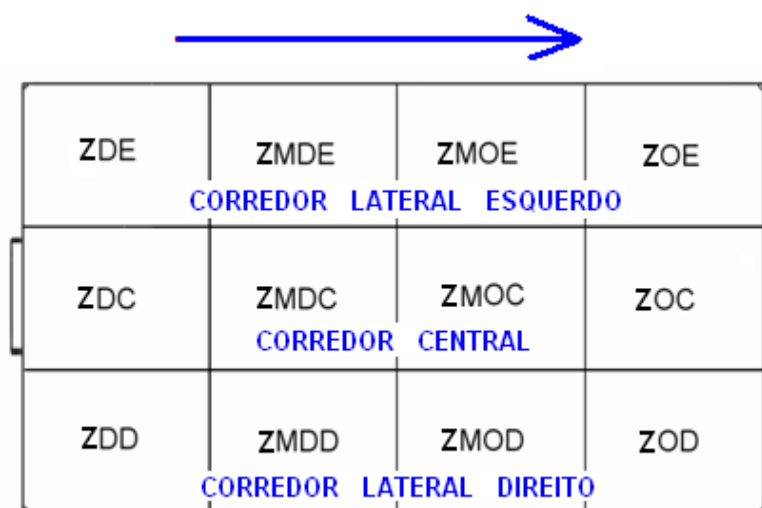 ZDE ZMDE ZMOE ZOE
CORREDOR LATERAL ESQUERDO
ZDC ZMDC ZMOC ZOC
CORREDOR CENTRAL
ZDD ZMDD ZMOD ZOD
CORREDOR LATERAL DIREITO